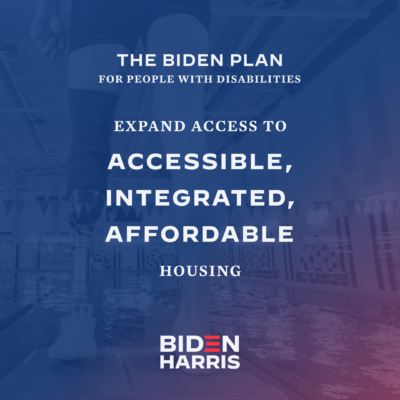 THE BIDEN PLAN
FOR PEOPLE WITH DISABILITIES
EXPAND ACCESS TO
ACCESSIBLE,
INTEGRATED,
AFFORDABLE
HOUSING
BIDEN
HARRIS